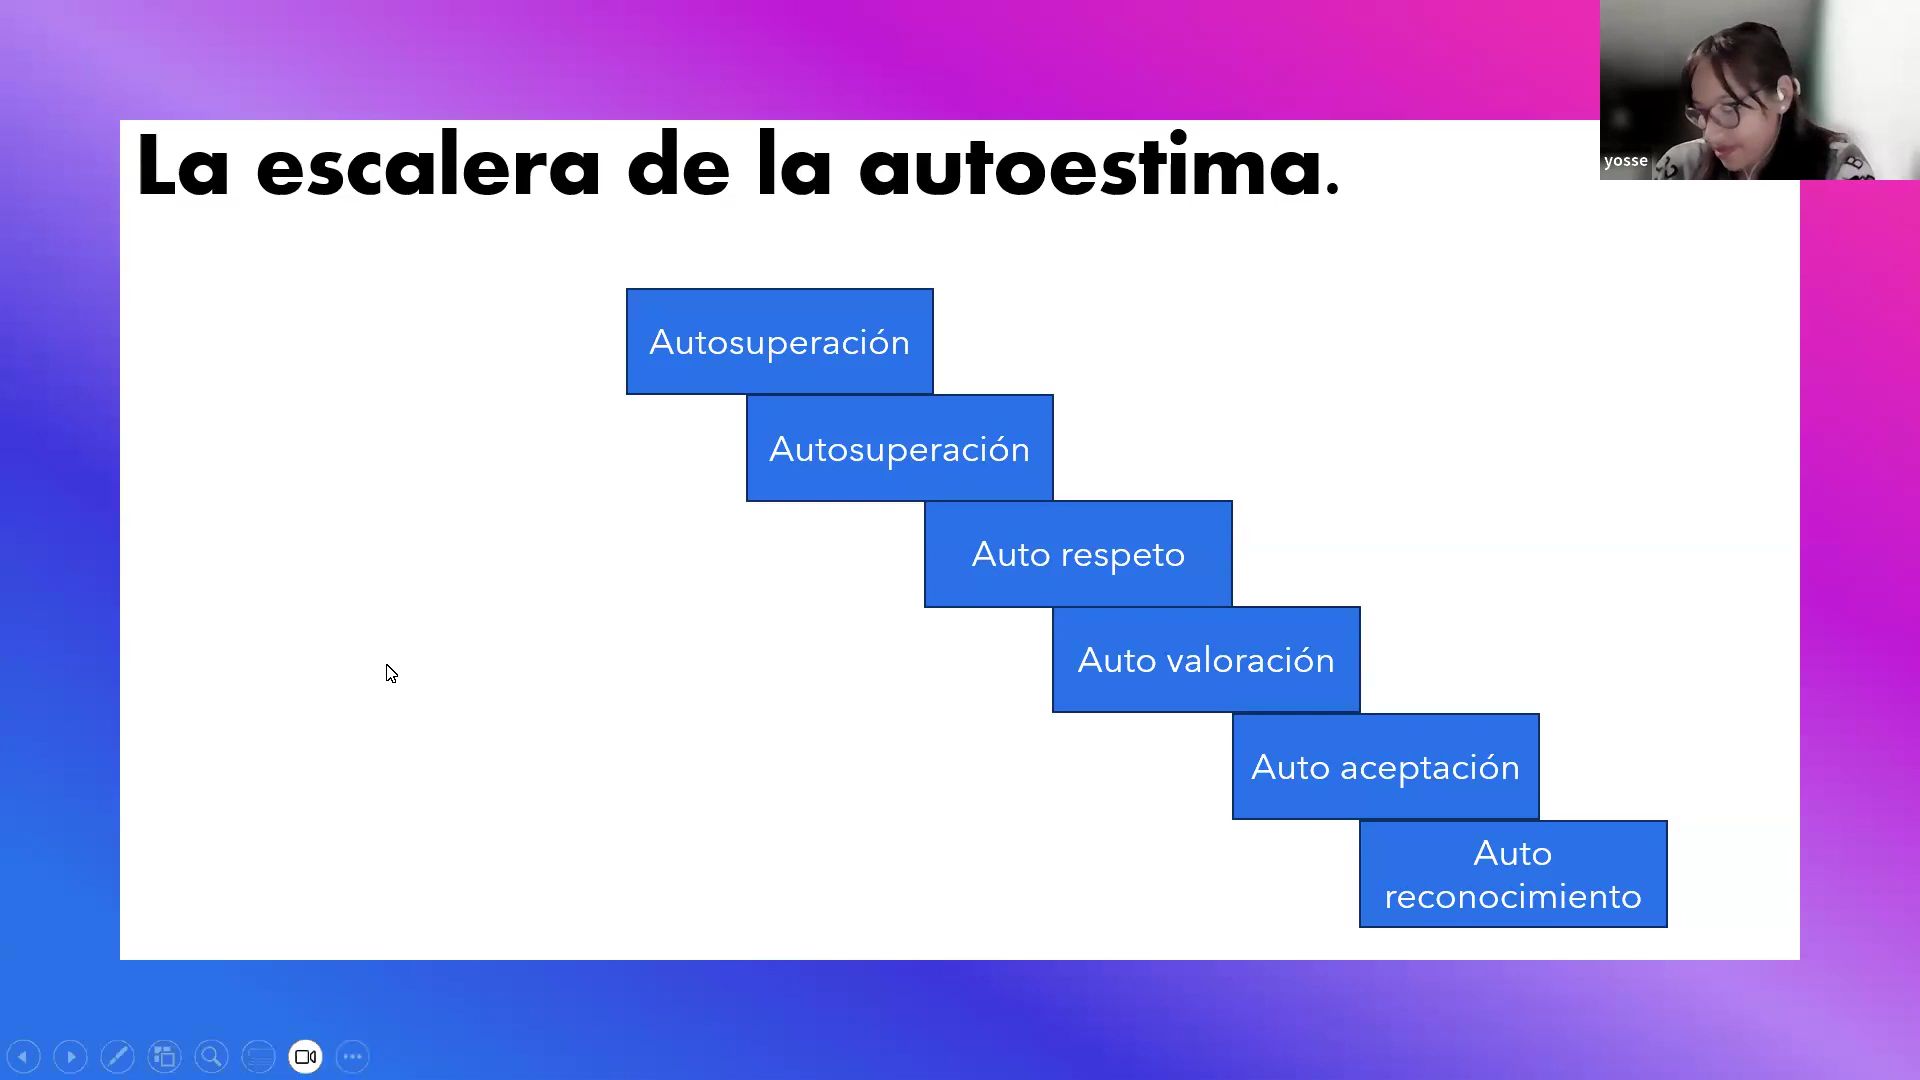 La escalera de la autoestima.
yosse
Autosuperación
Autosuperación
Auto respeto
Auto valoración
Auto aceptación
Auto
reconocimiento